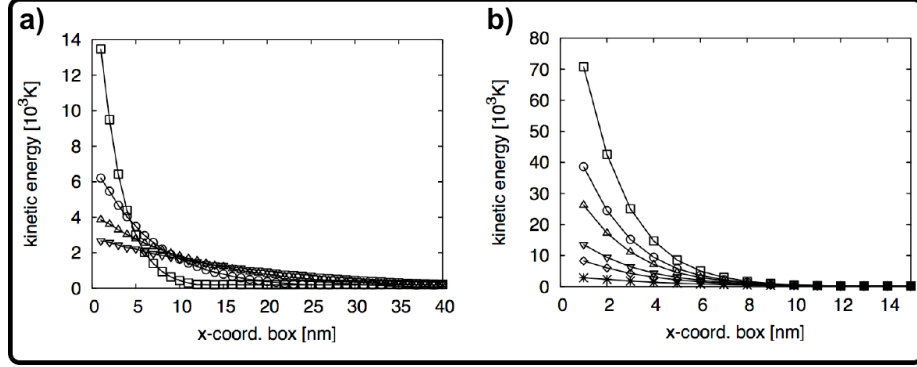 a)
14
12
10
8
6
4
2
0
kinetic energy [10³K]
0 5 10 15 20 25 30 35 40
x-coord. box [nm]
b)
80
70
60
50
40
30
20
10
0
kinetic energy [10³K]
0 2 4 6 8 10 12 14
x-coord. box [nm]